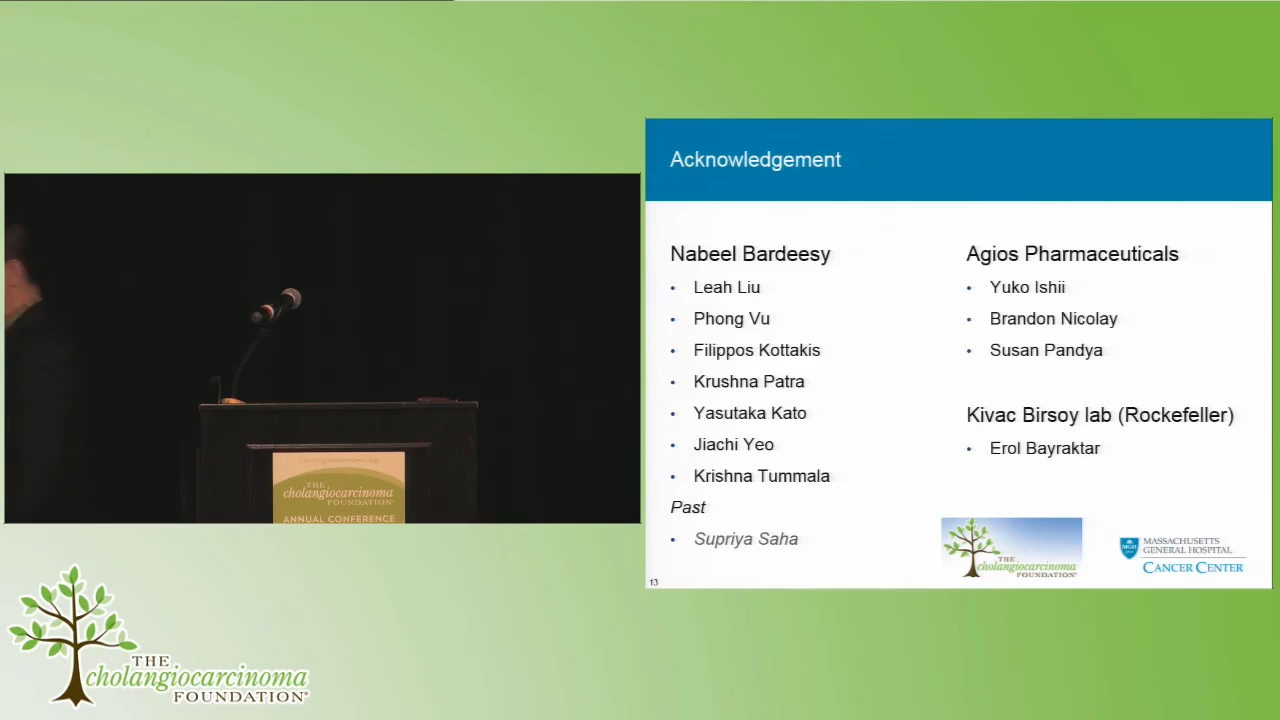 Acknowledgement
Nabeel Bardeesy
• Leah Liu
• Phong Vu
• Filippos Kottakis
• Krushna Patra
• Yasutaka Kato
• Jiachi Yeo
• Krishna Tummala
Past
• Supriya Saha
Agios Pharmaceuticals
• Yuko Ishii
• Brandon Nicolay
• Susan Pandya
Kivac Birsoy lab (Rockefeller)
• Erol Bayraktar
THE
cholangiocarcinoma
FOUNDATION
MGH
MASSACHUSETTS
GENERAL HOSPITAL
CANCER CENTER
13
THE
cholangiocarcinoma
FOUNDATION
ANNUAL CONFERENCE
THE
cholangiocarcinoma
FOUNDATION